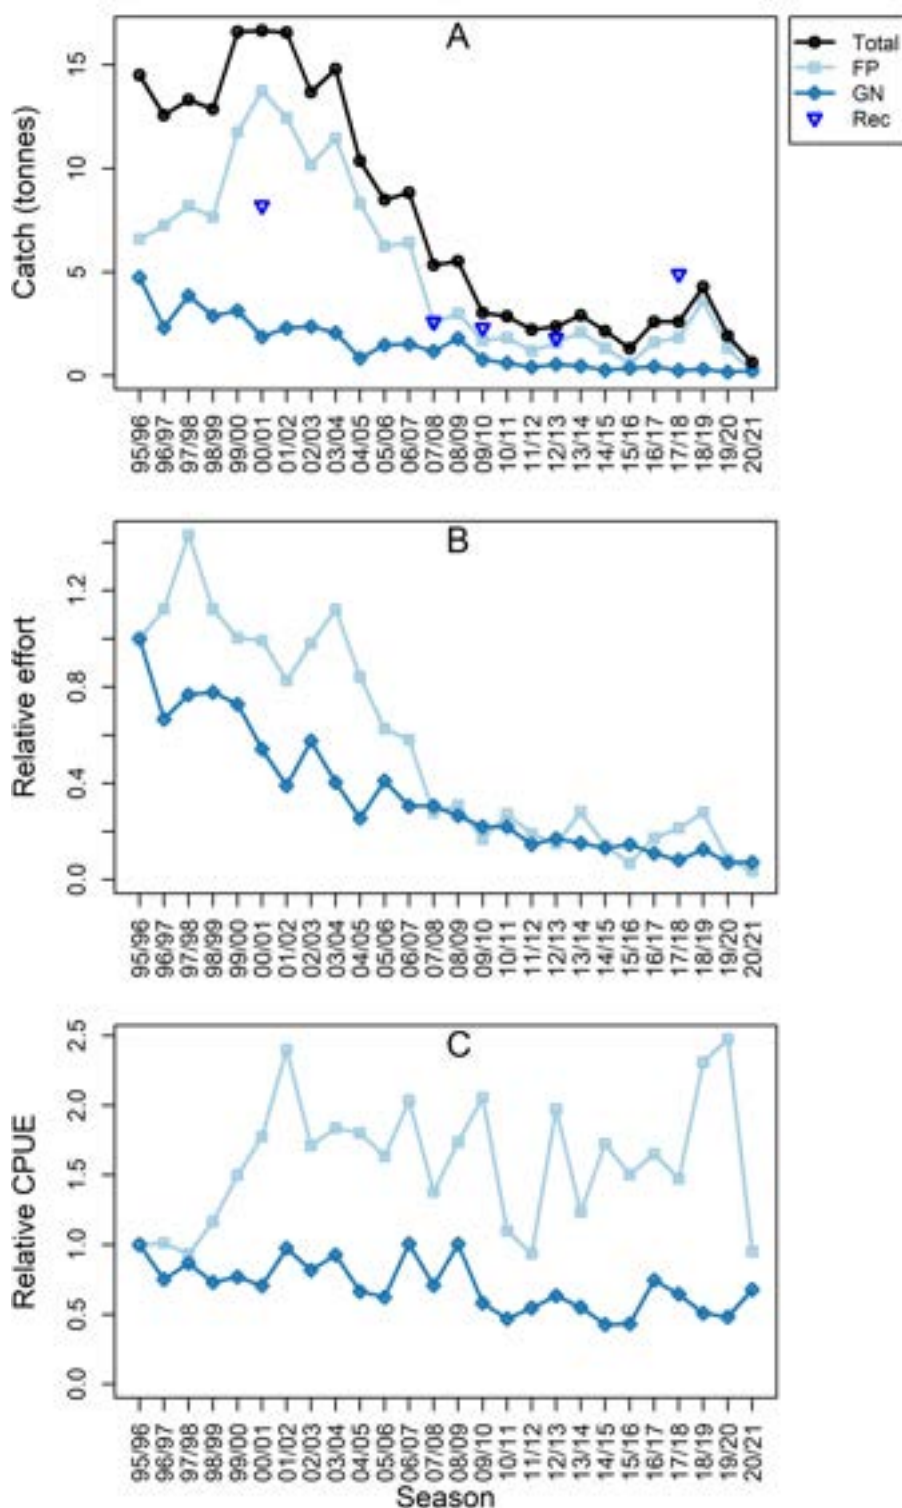 A
Total
FP
GN
Rec
Catch (tonnes)
15
10
5
0
95/96 96/97 97/98 98/99 99/00 00/01 01/02 02/03 03/04 04/05 05/06 06/07 07/08 08/09 09/10 10/11 11/12 12/13 13/14 14/15 15/16 16/17 17/18 18/19 19/20 20/21
B
Relative effort
1.2
0.8
0.4
0.0
95/96 96/97 97/98 98/99 99/00 00/01 01/02 02/03 03/04 04/05 05/06 06/07 07/08 08/09 09/10 10/11 11/12 12/13 13/14 14/15 15/16 16/17 17/18 18/19 19/20 20/21
C
Relative CPUE
2.5
2.0
1.5
1.0
0.5
0.0
95/96 96/97 97/98 98/99 99/00 00/01 01/02 02/03 03/04 04/05 05/06 06/07 07/08 08/09 09/10 10/11 11/12 12/13 13/14 14/15 15/16 16/17 17/18 18/19 19/20 20/21
Season